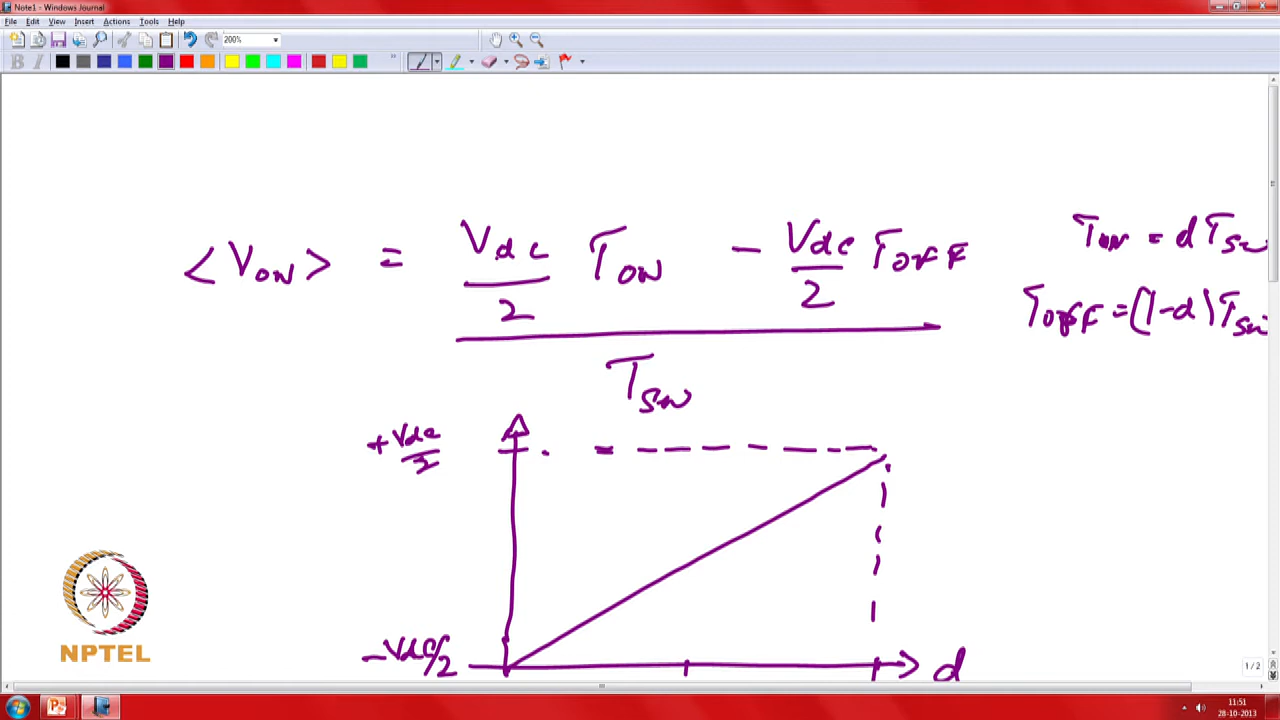 Note1 - Windows Journal
File Edit View Insert Actions Tools Help
200%
B I
<VON> = Vdc/2 TON - Vdc/2 TOFF
TSW
TON = d TSW
TOFF = (1-d) TSW
+Vdc/2
-Vdc/2
d
NPTEL
1/2
11:51
28-10-2013